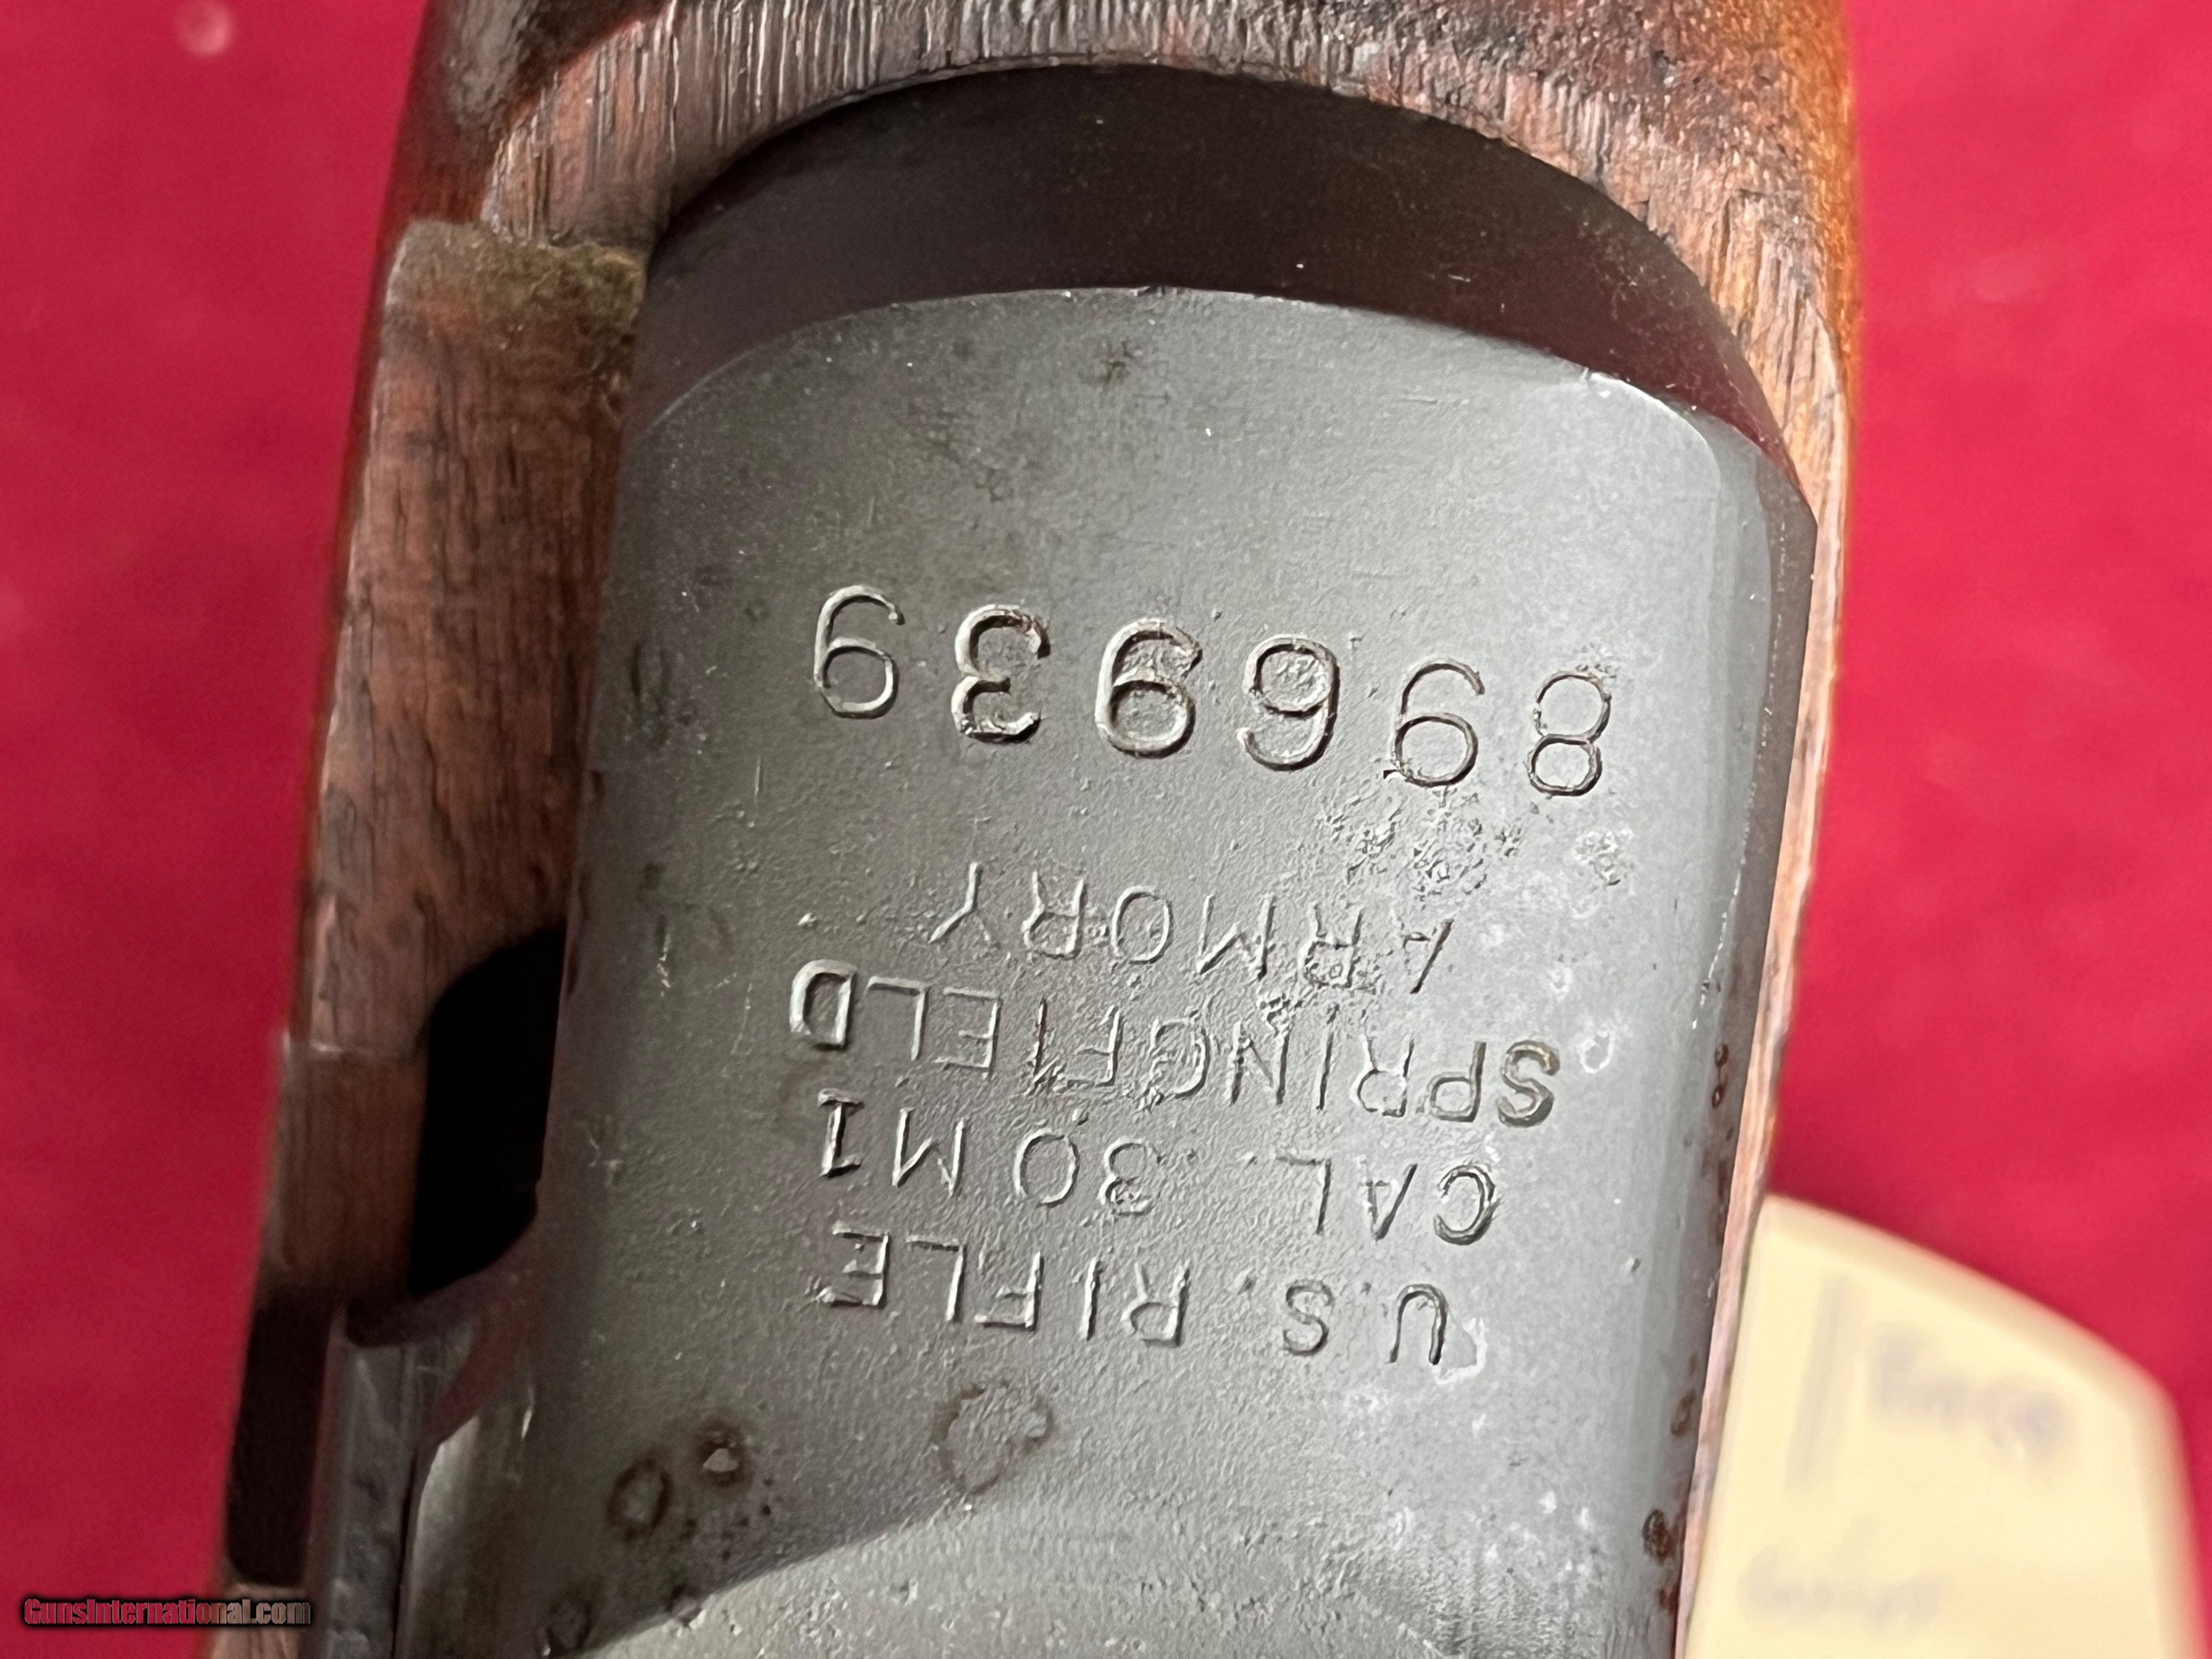 U.S. RIFLE
CAL. 30 M1
SPRINGFIELD
ARMORY
896939
GunsInternational.com